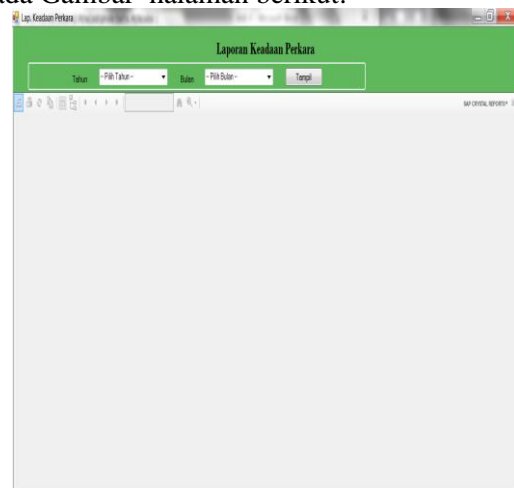 ada Gambar halaman berikut:
Lap. Keadaan Perkara
Laporan Keadaan Perkara
Tahun -- Pilih Tahun -- Bulan -- Pilih Bulan -- Tampil
SAP CRYSTAL REPORTS®